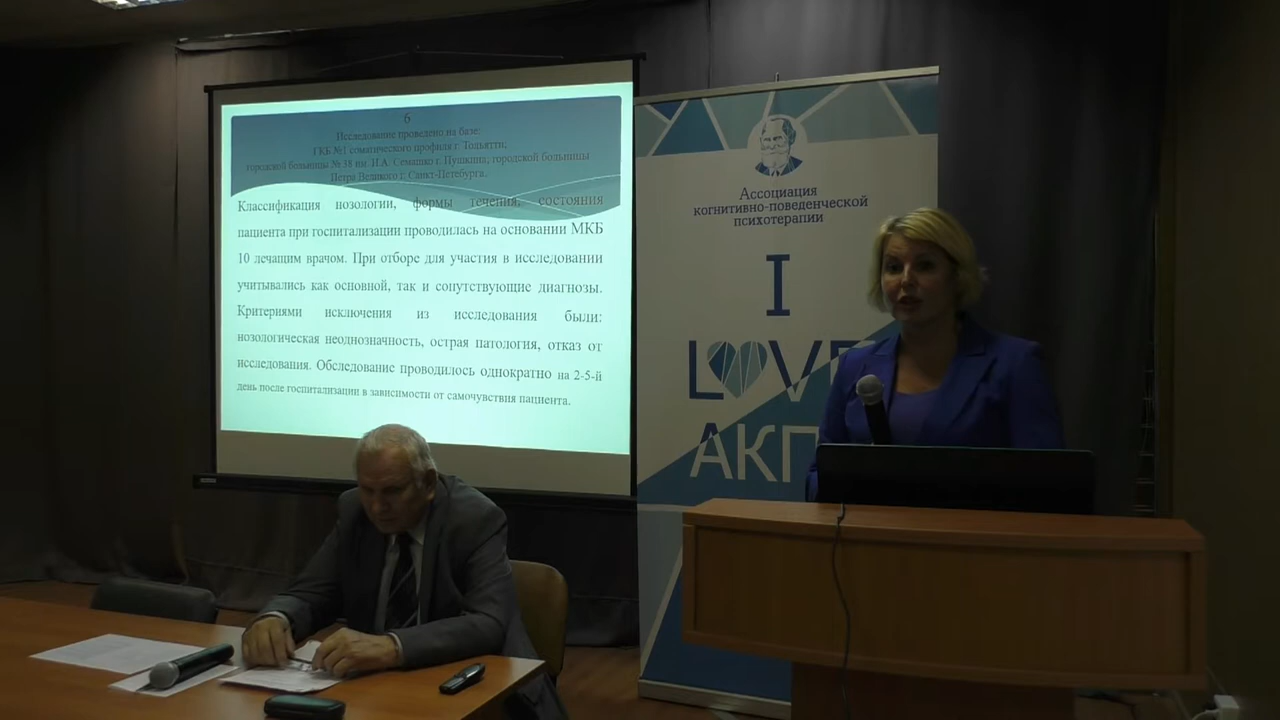 6
Исследование проведено на базе:
ГКБ №1 соматического профиля г. Тольятти,
городской больницы № 38 им. Н.А. Семашко г. Пушкина, городской больницы
Петра Великого г. Санкт-Петебурга.
Классификация нозологии, формы течения, состояния
пациента при госпитализации проводилась на основании МКБ
10 лечащим врачом. При отборе для участия в исследовании
учитывались как основной, так и сопутствующие диагнозы.
Критериями исключения из исследования были:
нозологическая неоднозначность, острая патология, отказ от
исследования. Обследование проводилось однократно на 2-5-й
день после госпитализации в зависимости от самочувствия пациента.
Ассоциация
когнитивно-поведенческой
психотерапии
I
LOVE
АКП